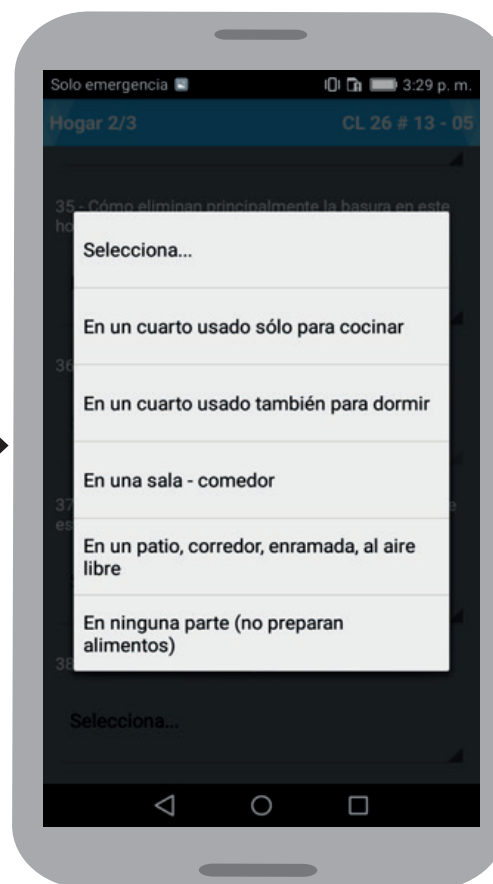 Solo emergencia 3:29 p. m.
Hogar 2/3 CL 26 # 13 - 05
35 - Cómo eliminan principalmente la basura en este
ho
Selecciona...
En un cuarto usado sólo para cocinar
36
En un cuarto usado también para dormir
En una sala - comedor
37
es
En un patio, corredor, enramada, al aire
libre
En ninguna parte (no preparan
alimentos)
38
Selecciona...